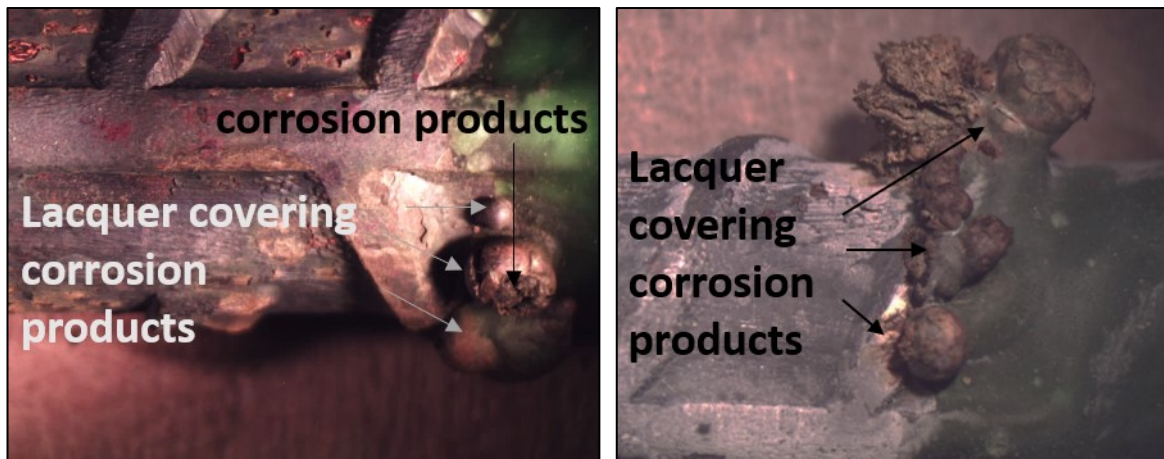 corrosion products
Lacquer covering
corrosion
products
Lacquer
covering
corrosion
products